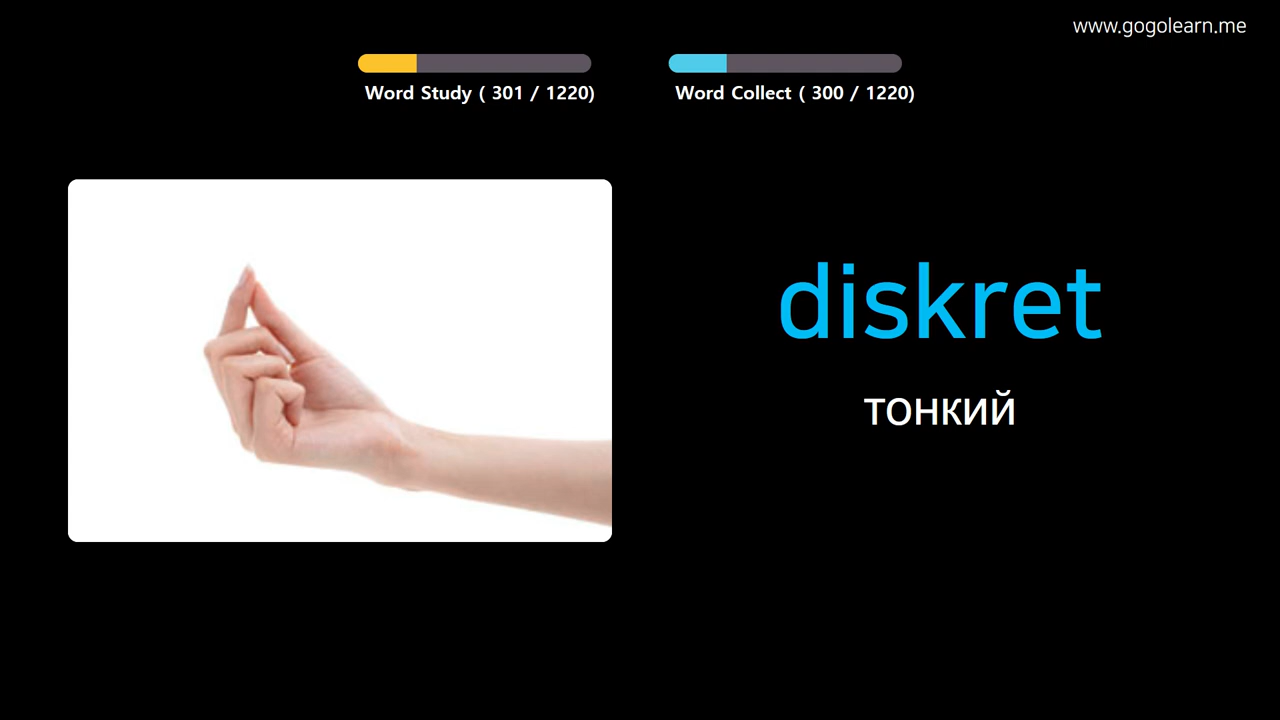 www.gogolearn.me
Word Study ( 301 / 1220)
Word Collect ( 300 / 1220)
diskret
тонкий